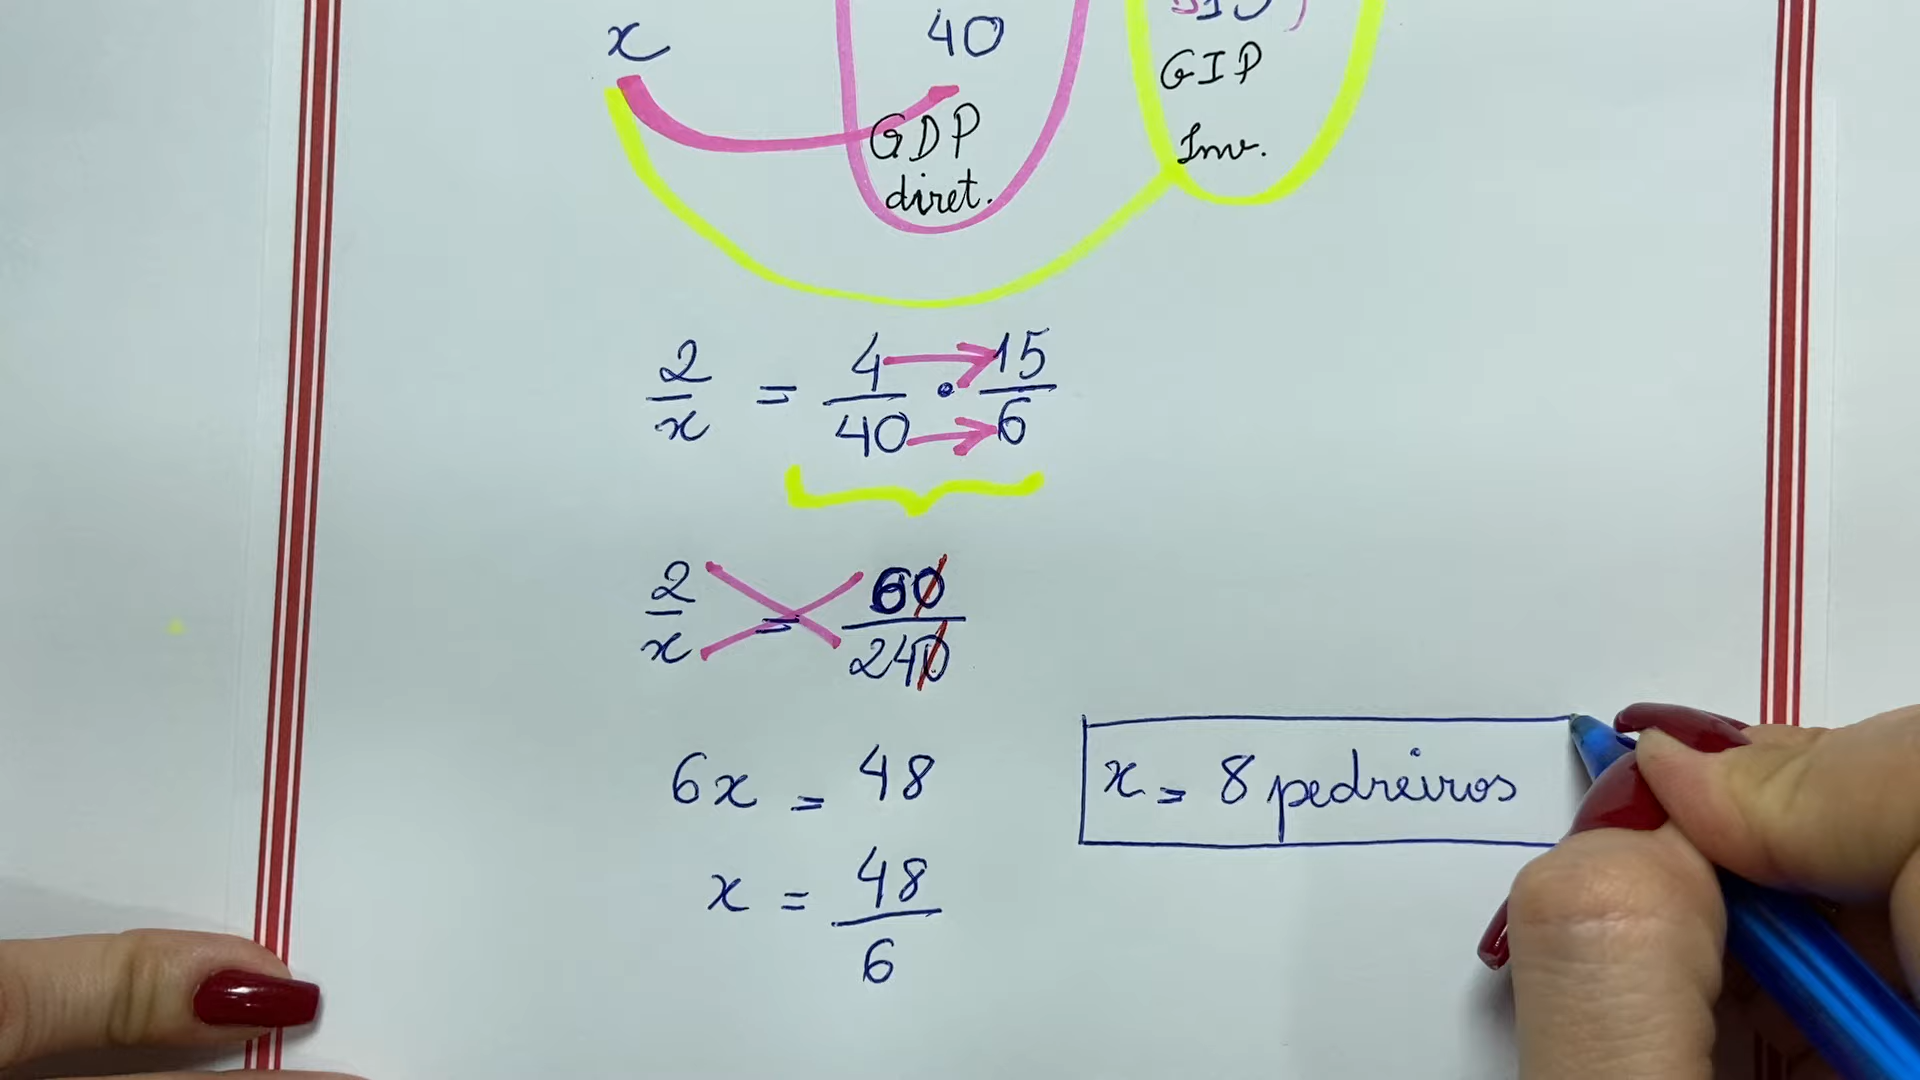 x 40
GIP
GDP
Inv.
diret.
2/x = 4/40 · 15/6
2/x = 60/240
6x = 48
x = 8 pedreiros
x = 48/6